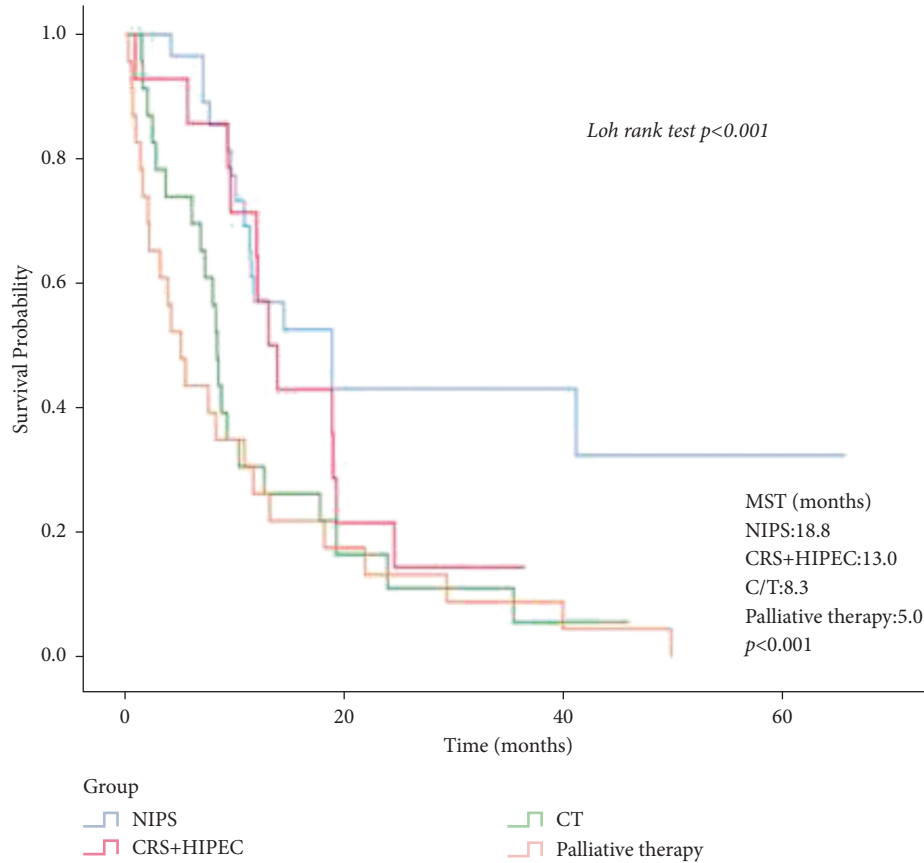 1.0
0.8
0.6
0.4
0.2
0.0
Survival Probability
Loh rank test p<0.001
MST (months)
NIPS:18.8
CRS+HIPEC:13.0
C/T:8.3
Palliative therapy:5.0
p<0.001
0 20 40 60
Time (months)
Group
NIPS CT
CRS+HIPEC Palliative therapy